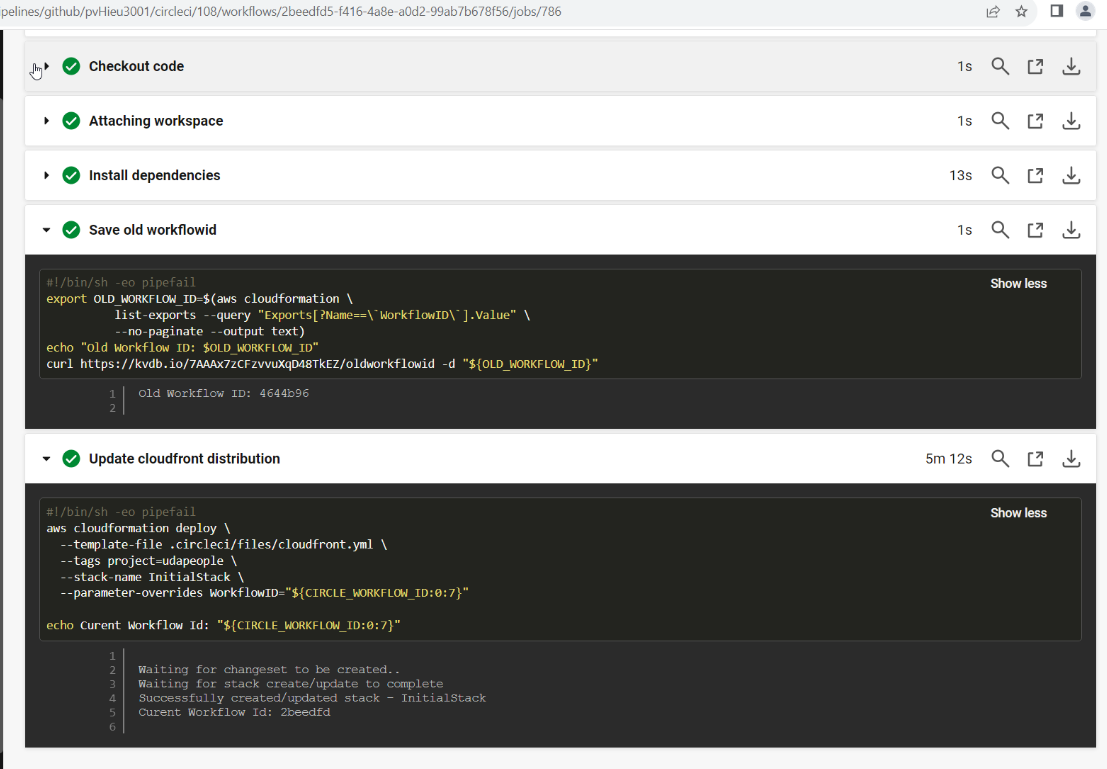 pipelines/github/pvHieu3001/circleci/108/workflows/2beedfd5-f416-4a8e-a0d2-99ab7b678f56/jobs/786
Checkout code 1s
Attaching workspace 1s
Install dependencies 13s
Save old workflowid 1s
#!/bin/sh -eo pipefail Show less
export OLD_WORKFLOW_ID=$(aws cloudformation \
list-exports --query "Exports[?Name==\`WorkflowID\`].Value" \
--no-paginate --output text)
echo "Old Workflow ID: $OLD_WORKFLOW_ID"
curl https://kvdb.io/7AAAx7zCFzvvuXqD48TkEZ/oldworkflowid -d "${OLD_WORKFLOW_ID}"
1 Old Workflow ID: 4644b96
2
Update cloudfront distribution 5m 12s
#!/bin/sh -eo pipefail Show less
aws cloudformation deploy \
--template-file .circleci/files/cloudfront.yml \
--tags project=udapeople \
--stack-name InitialStack \
--parameter-overrides WorkflowID="${CIRCLE_WORKFLOW_ID:0:7}"
echo Curent Workflow Id: "${CIRCLE_WORKFLOW_ID:0:7}"
1
2 Waiting for changeset to be created..
3 Waiting for stack create/update to complete
4 Successfully created/updated stack - InitialStack
5 Curent Workflow Id: 2beedfd
6